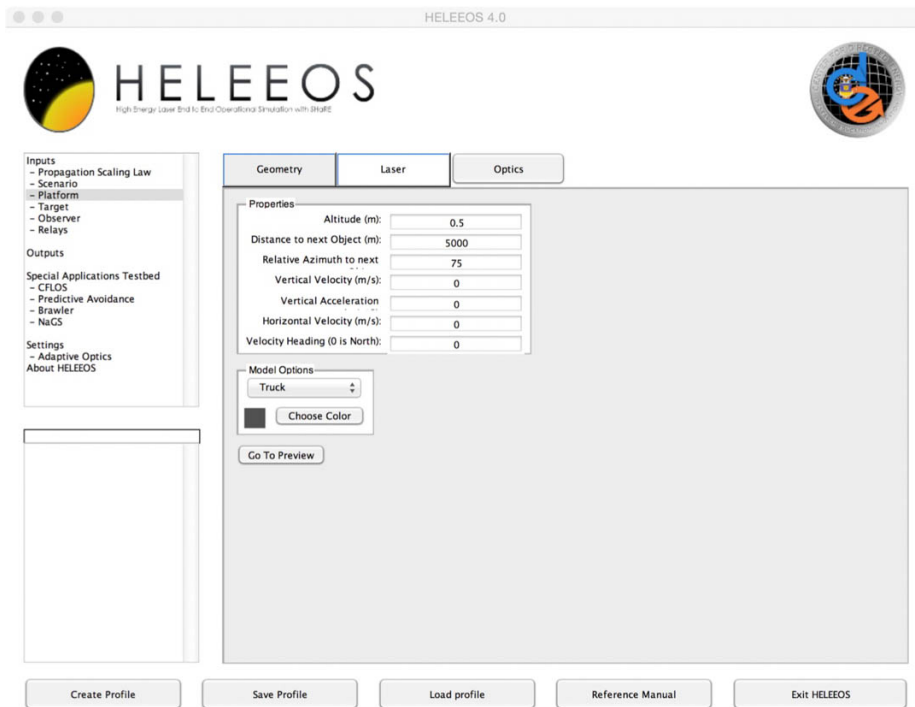 HELEEOS 4.0
HELEEOS
High Energy Laser End to End Operational Simulation with SHaRE
Inputs
- Propagation Scaling Law
- Scenario
- Platform
- Target
- Observer
- Relays
Outputs
Special Applications Testbed
- CFLOS
- Predictive Avoidance
- Brawler
- NaGS
Settings
- Adaptive Optics
About HELEEOS
Geometry
Laser
Optics
Properties
Altitude (m): 0.5
Distance to next Object (m): 5000
Relative Azimuth to next 75
Vertical Velocity (m/s): 0
Vertical Acceleration 0
Horizontal Velocity (m/s): 0
Velocity Heading (0 is North): 0
Model Options
Truck
Choose Color
Go To Preview
Create Profile
Save Profile
Load profile
Reference Manual
Exit HELEEOS